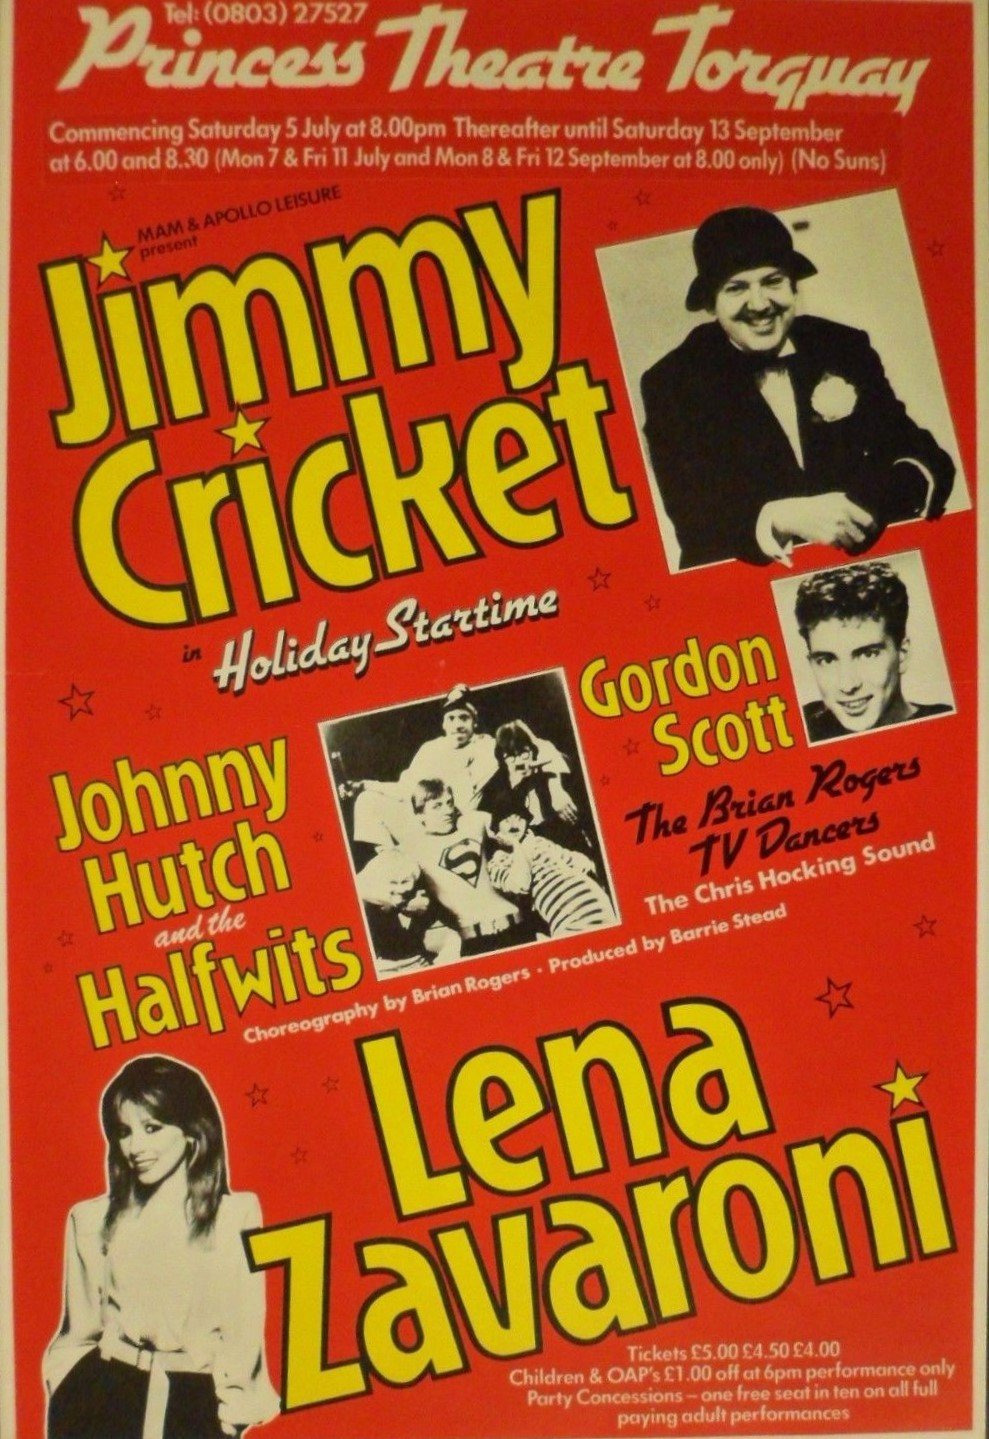 Tel: (0803) 27527
Princess Theatre Torquay
Commencing Saturday 5 July at 8.00pm Thereafter until Saturday 13 September
at 6.00 and 8.30 (Mon 7 & Fri 11 July and Mon 8 & Fri 12 September at 8.00 only) (No Suns)
MAM & APOLLO LEISURE
present
Jimmy
Cricket
in Holiday Startime
Gordon
Scott
Johnny
Hutch
and the
Halfwits
S
The Brian Rogers
TV Dancers
The Chris Hocking Sound
Choreography by Brian Rogers · Produced by Barrie Stead
Lena
Zavaroni
Tickets £5.00 £4.50 £4.00
Children & OAP's £1.00 off at 6pm performance only
Party Concessions – one free seat in ten on all full
paying adult performances